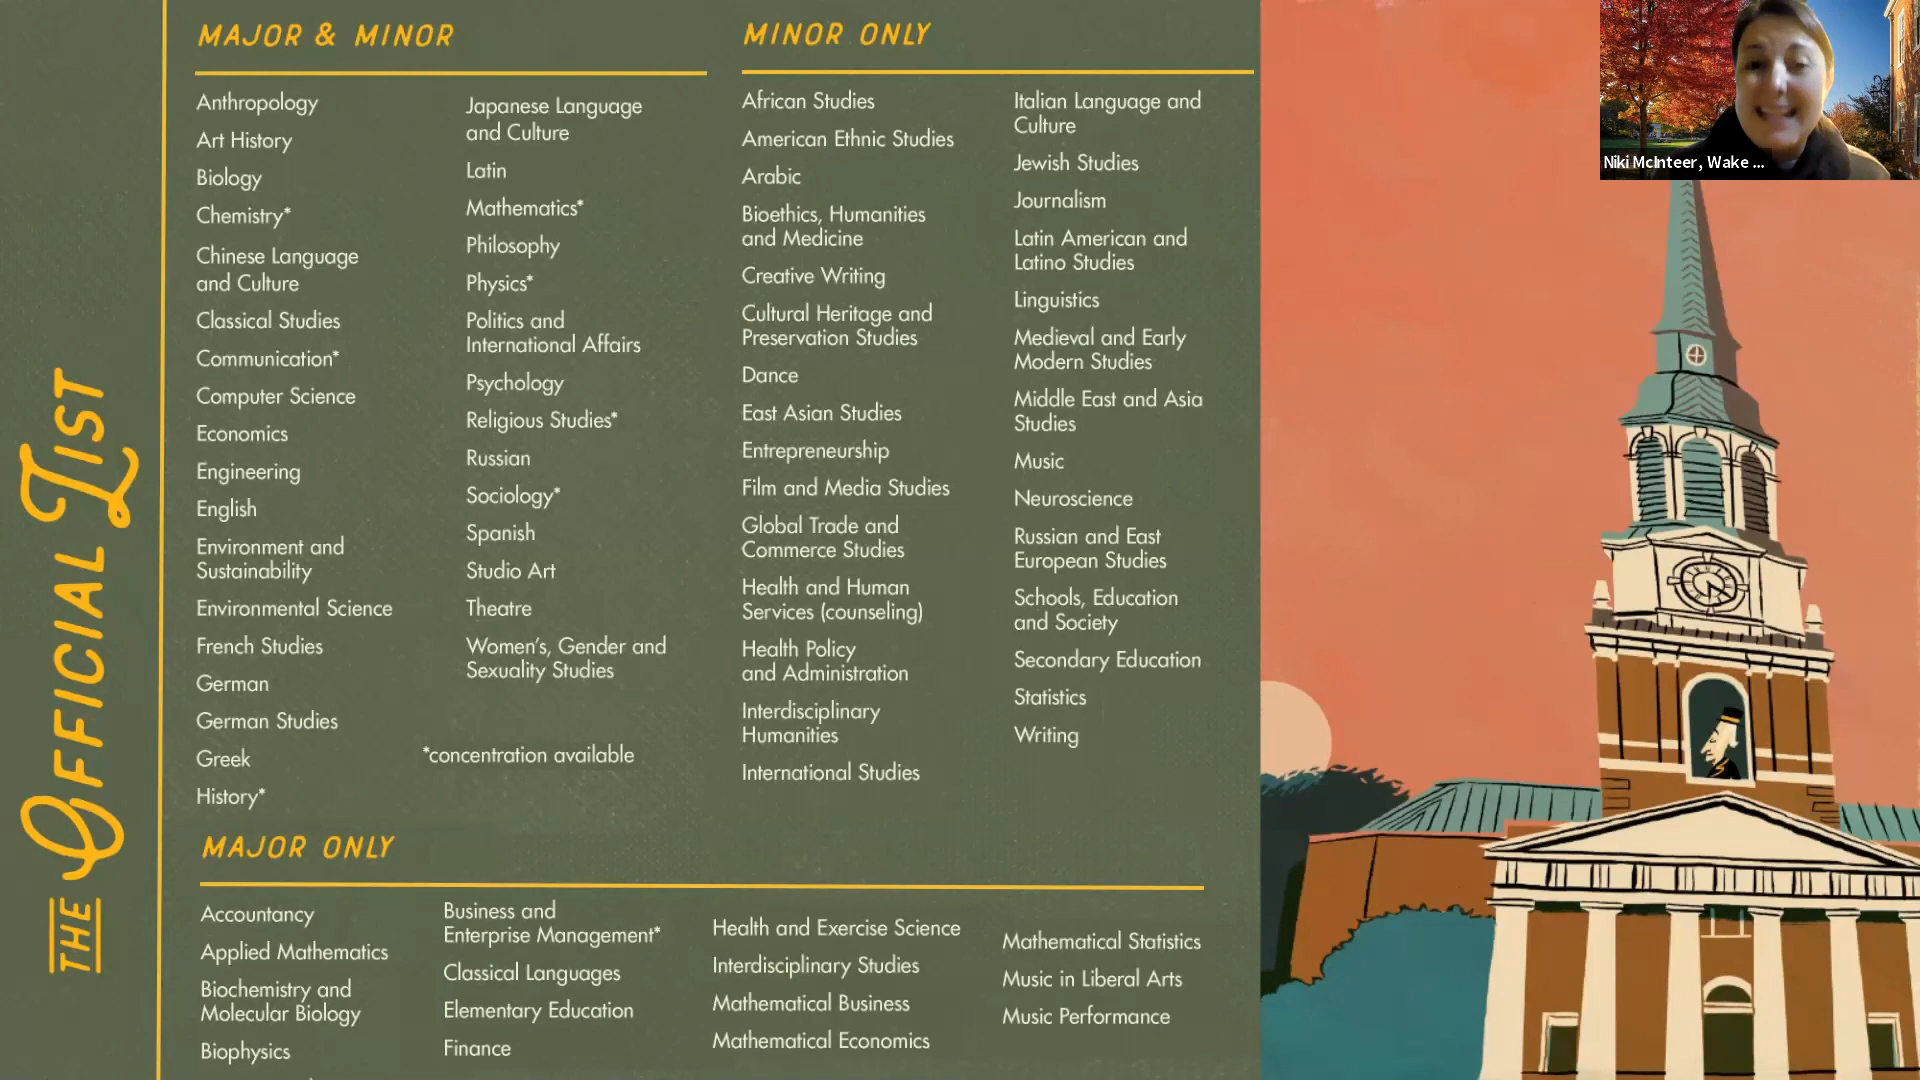 THE OFFICIAL LIST
MAJOR & MINOR
Anthropology
Art History
Biology
Chemistry*
Chinese Language
and Culture
Classical Studies
Communication*
Computer Science
Economics
Engineering
English
Environment and
Sustainability
Environmental Science
French Studies
German
German Studies
Greek
History*
Japanese Language
and Culture
Latin
Mathematics*
Philosophy
Physics*
Politics and
International Affairs
Psychology
Religious Studies*
Russian
Sociology*
Spanish
Studio Art
Theatre
Women's, Gender and
Sexuality Studies
*concentration available
MINOR ONLY
African Studies
American Ethnic Studies
Arabic
Bioethics, Humanities
and Medicine
Creative Writing
Cultural Heritage and
Preservation Studies
Dance
East Asian Studies
Entrepreneurship
Film and Media Studies
Global Trade and
Commerce Studies
Health and Human
Services (counseling)
Health Policy
and Administration
Interdisciplinary
Humanities
International Studies
Italian Language and
Culture
Jewish Studies
Journalism
Latin American and
Latino Studies
Linguistics
Medieval and Early
Modern Studies
Middle East and Asia
Studies
Music
Neuroscience
Russian and East
European Studies
Schools, Education
and Society
Secondary Education
Statistics
Writing
MAJOR ONLY
Accountancy
Applied Mathematics
Biochemistry and
Molecular Biology
Biophysics
Business and
Enterprise Management*
Classical Languages
Elementary Education
Finance
Health and Exercise Science
Interdisciplinary Studies
Mathematical Business
Mathematical Economics
Mathematical Statistics
Music in Liberal Arts
Music Performance
Niki McInteer, Wake ...